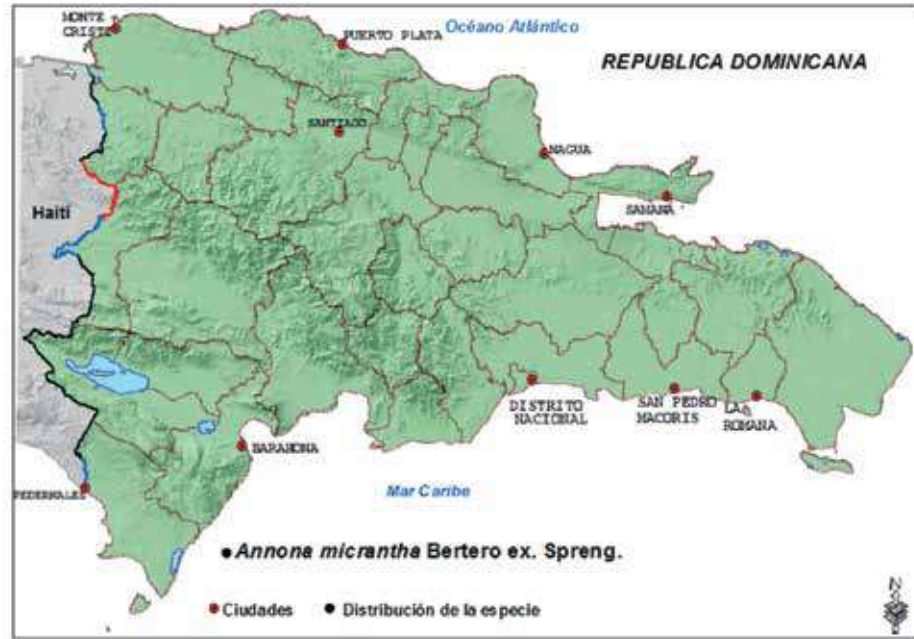 MONTE
CRISTI
PUERTO PLATA
Océano Atlántico
REPUBLICA DOMINICANA
SANTIAGO
NAGUA
Haití
SAMANA
DISTRITO
NACIONAL
SAN PEDRO
MACORIS
LA
ROMANA
BARAHONA
PEDERNALES
Mar Caribe
Annona micrantha Bertero ex. Spreng.
Ciudades
Distribución de la especie